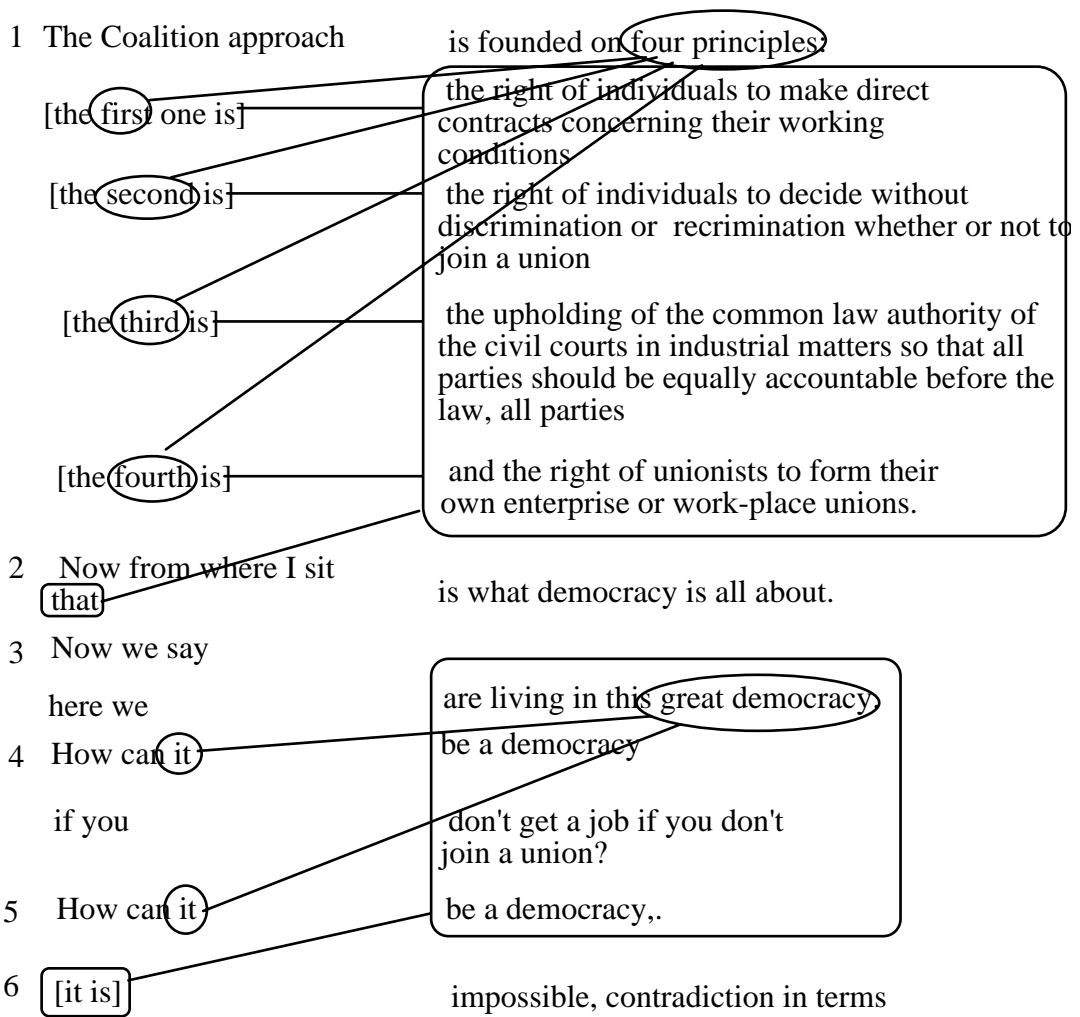 1 The Coalition approach is founded on four principles:
[the first one is] the right of individuals to make direct
contracts concerning their working
conditions
[the second is] the right of individuals to decide without
discrimination or recrimination whether or not to
join a union
[the third is] the upholding of the common law authority of
the civil courts in industrial matters so that all
parties should be equally accountable before the
law, all parties
[the fourth is] and the right of unionists to form their
own enterprise or work-place unions.
2 Now from where I sit
that is what democracy is all about.
3 Now we say
here we are living in this great democracy,
4 How can it be a democracy
if you don't get a job if you don't
join a union?
5 How can it be a democracy,.
6 [it is] impossible, contradiction in terms